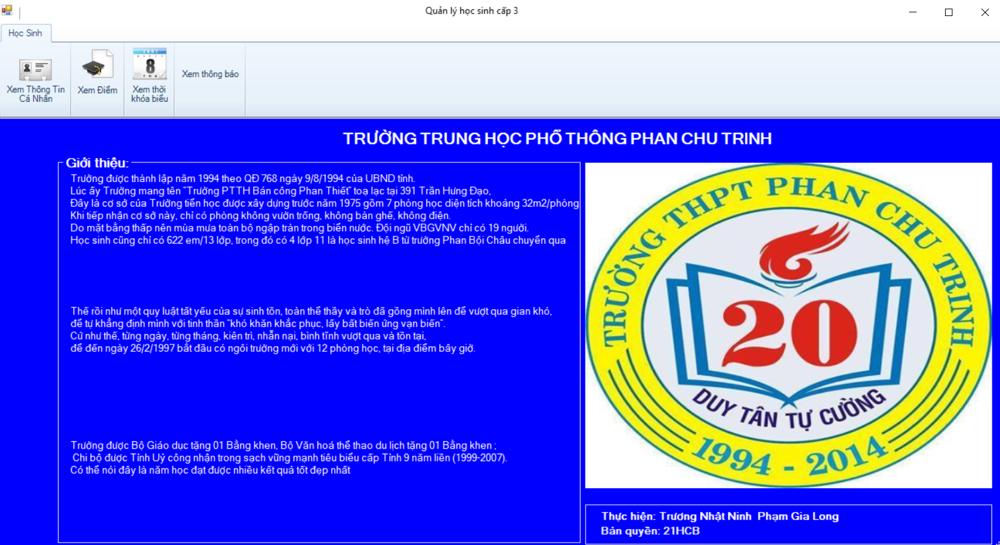 Quản lý học sinh cấp 3
Học Sinh
Xem Thông Tin
Cá Nhân
Xem Điểm
2007
8
THU
Xem thời
khóa biểu
Xem thông báo
TRƯỜNG TRUNG HỌC PHỔ THÔNG PHAN CHU TRINH
Giới thiệu:
Trường được thành lập năm 1994 theo QĐ 768 ngày 9/8/1994 của UBND tỉnh.
Lúc ấy Trường mang tên "Trường PTTH Bán công Phan Thiết" toạ lạc tại 391 Trần Hưng Đạo,
Đây là cơ sở của Trường tiển học được xây dựng trước năm 1975 gồm 7 phòng học diện tích khoảng 32m2/phòng.
Khi tiếp nhận cơ sở này, chỉ có phòng không vườn trống, không bàn ghế, không điện.
Do mặt bằng thấp nên mùa mưa toàn bộ ngập tràn trong biển nước. Đội ngũ VBGVNV chỉ có 19 người.
Học sinh cũng chỉ có 622 em/13 lớp, trong đó có 4 lớp 11 là học sinh hệ B từ trường Phan Bội Châu chuyển qua
Thế rồi như một quy luật tất yếu của sự sinh tồn, toàn thể thầy và trò đã gồng mình lên để vượt qua gian khó,
để tự khẳng định mình với tinh thần "khó khăn khắc phục, lấy bất biến ứng vạn biến".
Cứ như thế, từng ngày, từng tháng, kiên trì, nhẫn nại, bình tĩnh vượt qua và tồn tại,
để đến ngày 26/2/1997 bắt đầu có ngôi trường mới với 12 phòng học, tại địa điểm bây giờ.
Trường được Bộ Giáo dục tặng 01 Bằng khen, Bộ Văn hoá thể thao du lịch tặng 01 Bằng khen ;
Chi bộ được Tỉnh Uỷ công nhận trong sạch vững mạnh tiêu biểu cấp Tỉnh 9 năm liền (1999-2007).
Có thể nói đây là năm học đạt được nhiều kết quả tốt đẹp nhất
TRƯỜNG THPT PHAN CHU TRINH
20
DUY TÂN TỰ CƯỜNG
1994 - 2014
Thực hiện: Trương Nhật Ninh Phạm Gia Long
Bản quyền: 21HCB